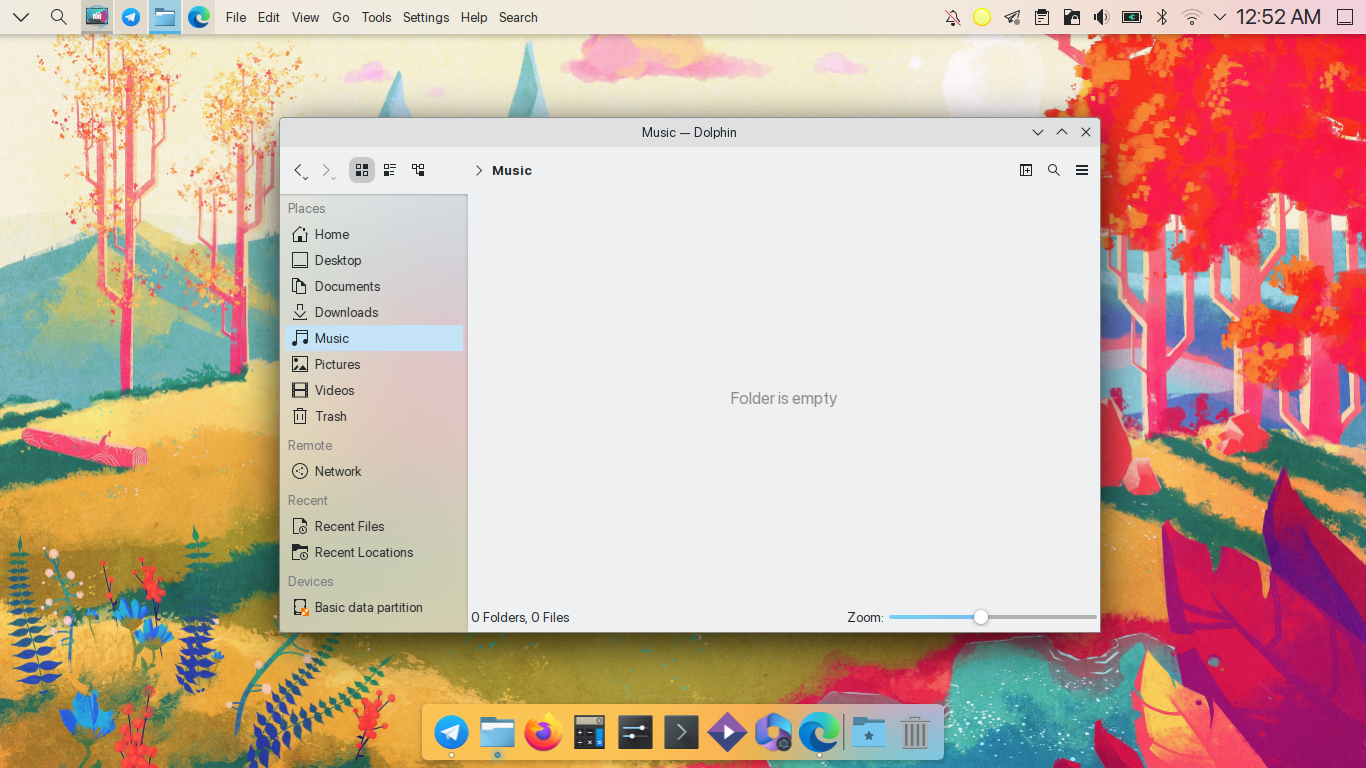 File Edit View Go Tools Settings Help Search
12:52 AM
Music — Dolphin
Music
Places
Home
Desktop
Documents
Downloads
Music
Pictures
Videos
Trash
Remote
Network
Recent
Recent Files
Recent Locations
Devices
Basic data partition
Folder is empty
0 Folders, 0 Files
Zoom: